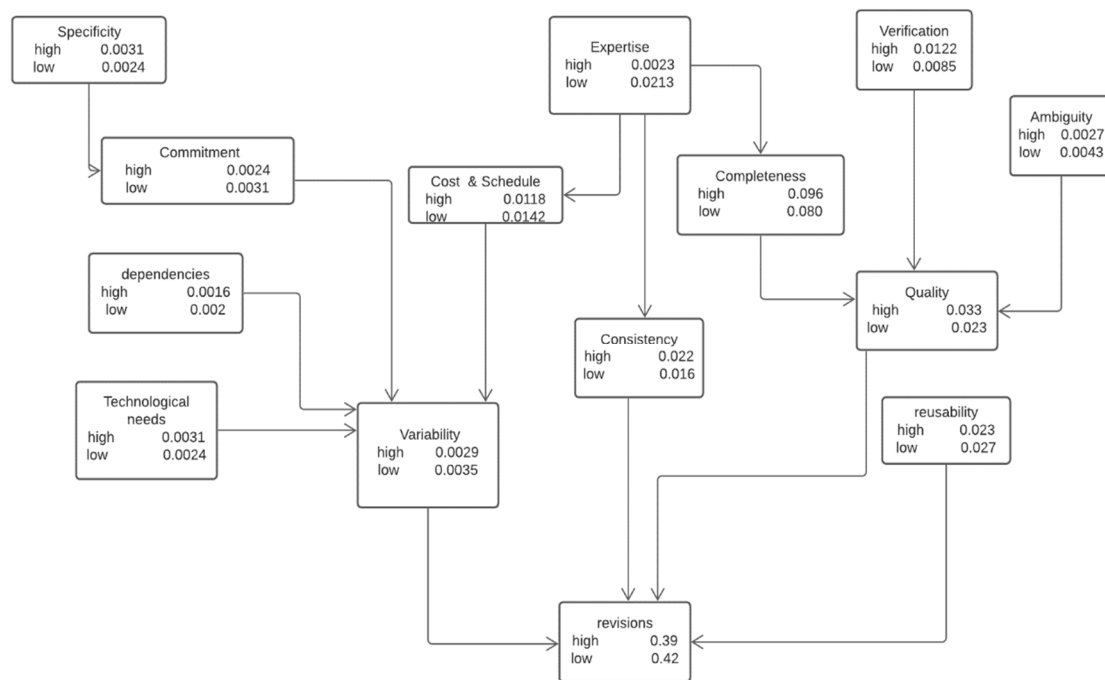 Specificity
high 0.0031
low 0.0024
Expertise
high 0.0023
low 0.0213
Verification
high 0.0122
low 0.0085
Ambiguity
high 0.0027
low 0.0043
Commitment
high 0.0024
low 0.0031
Cost & Schedule
high 0.0118
low 0.0142
Completeness
high 0.096
low 0.080
dependencies
high 0.0016
low 0.002
Quality
high 0.033
low 0.023
Consistency
high 0.022
low 0.016
Technological
needs
high 0.0031
low 0.0024
Variability
high 0.0029
low 0.0035
reusability
high 0.023
low 0.027
revisions
high 0.39
low 0.42